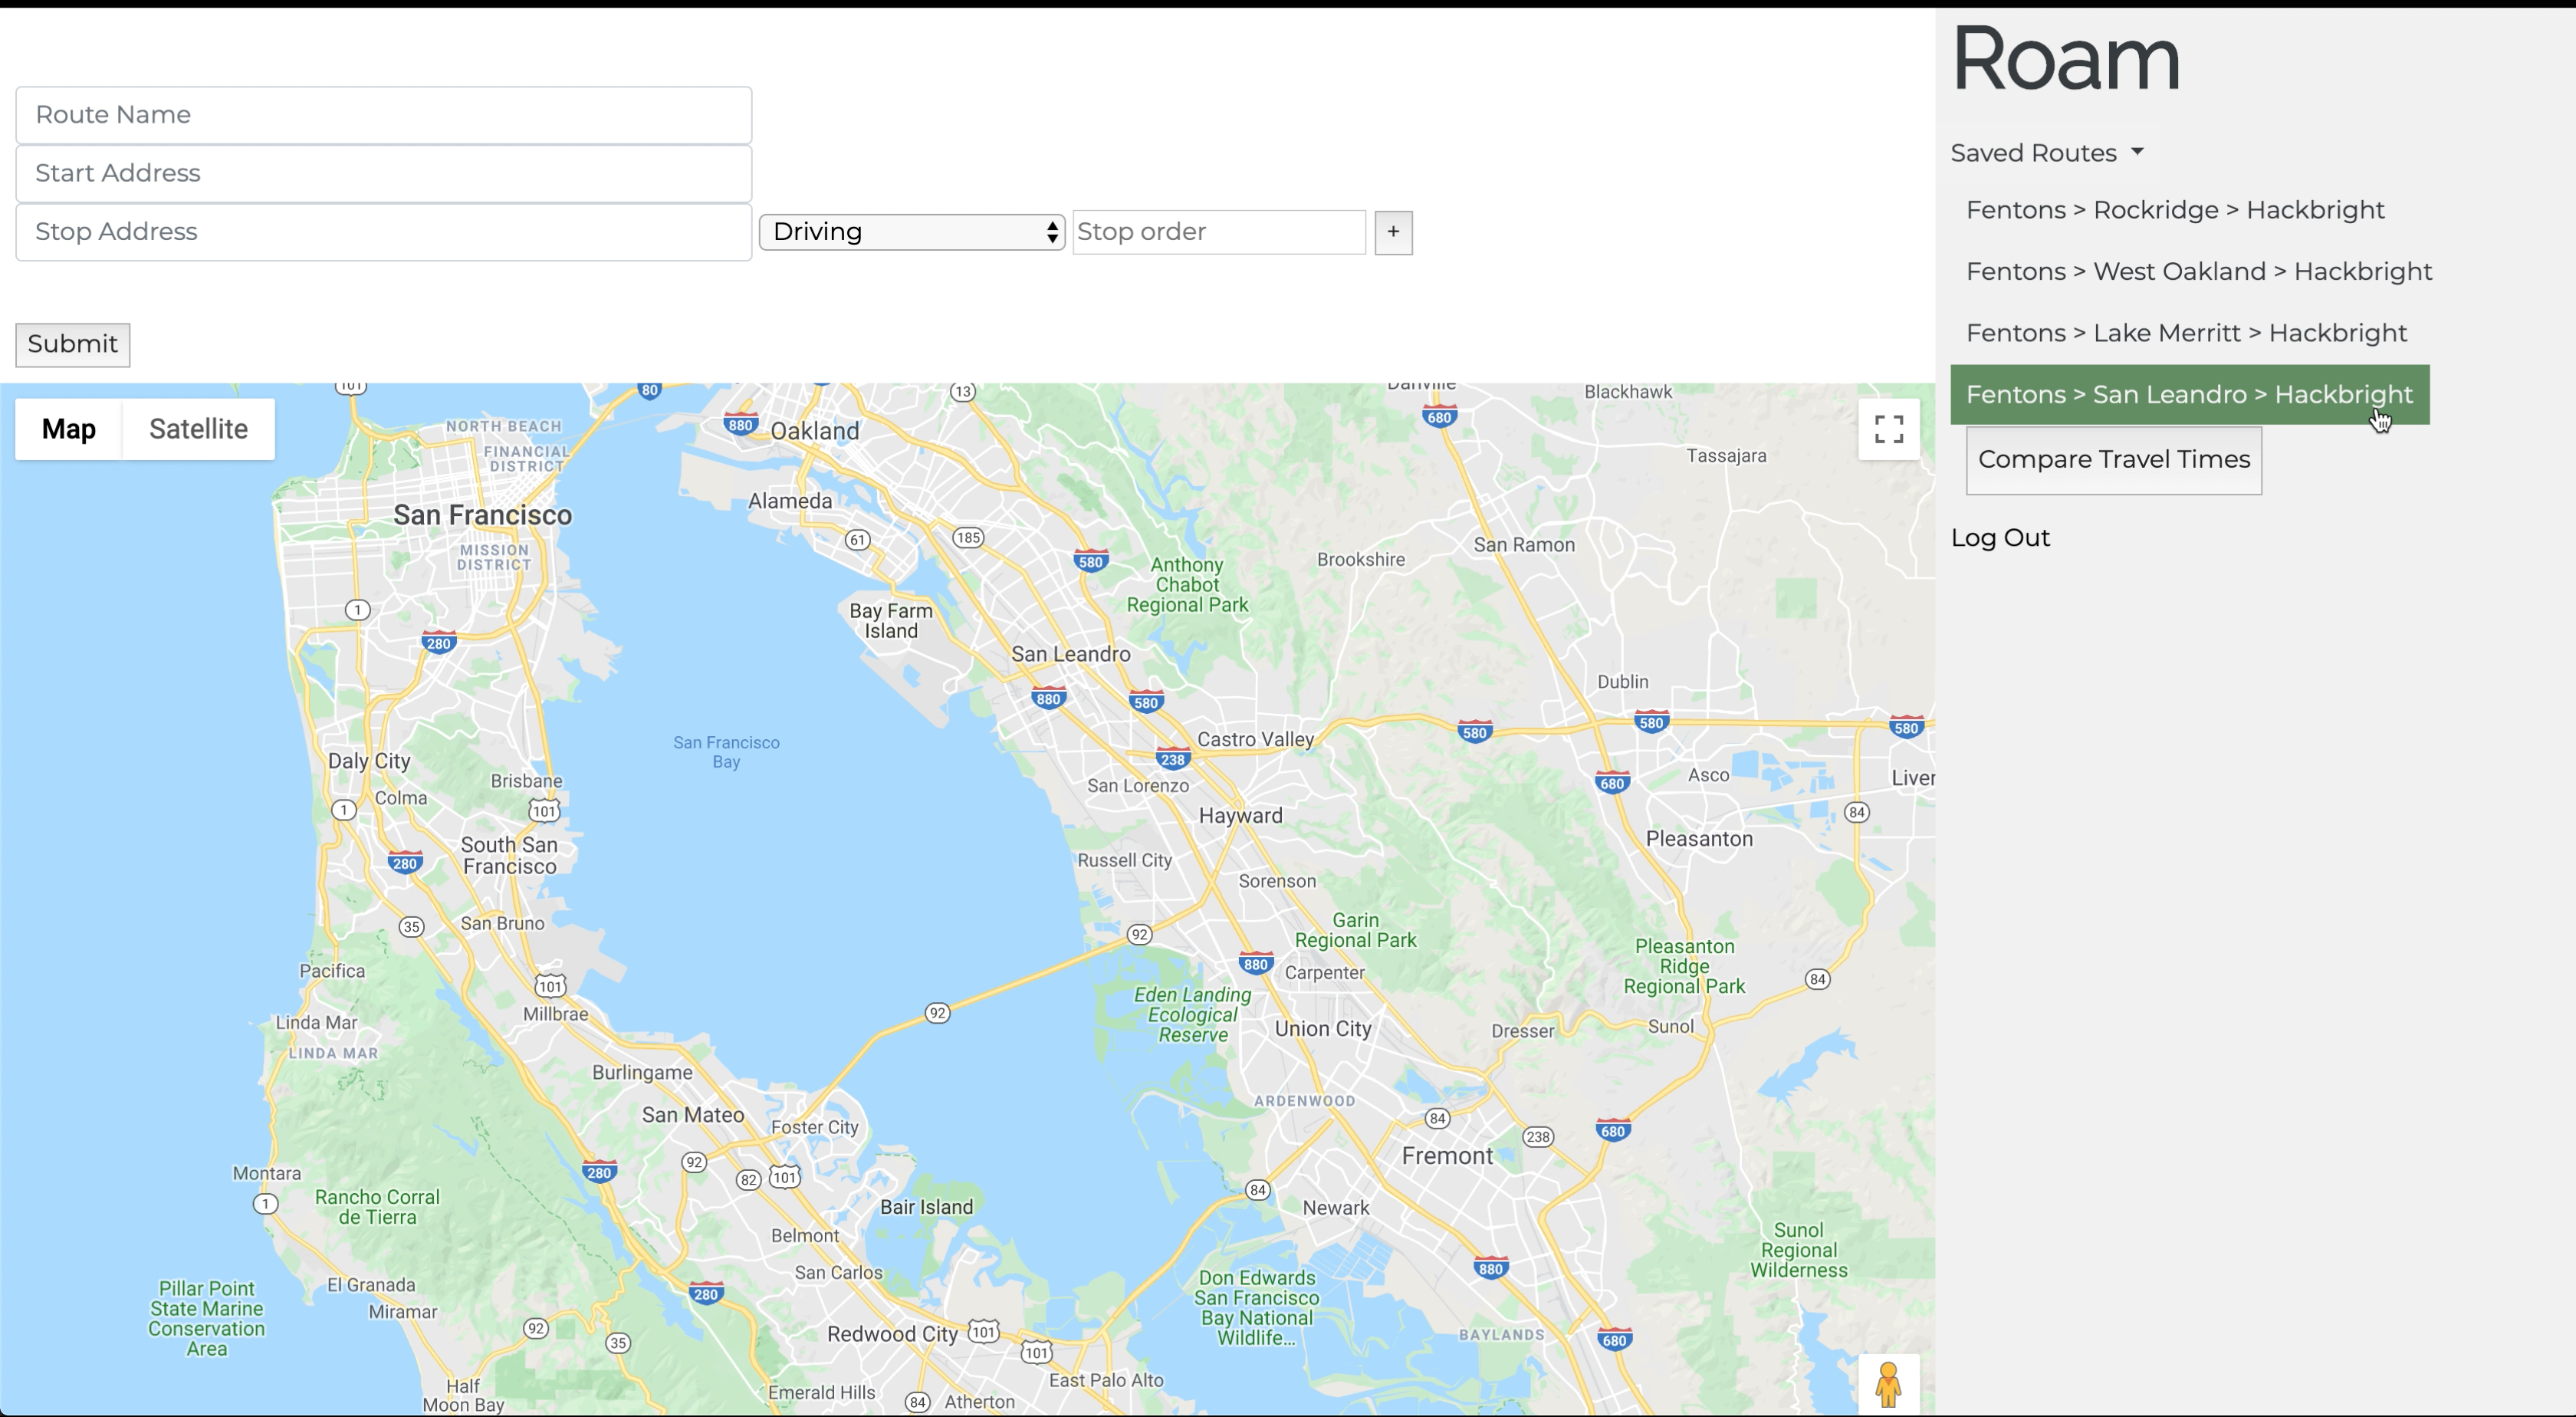 Roam
Route Name
Start Address
Stop Address
Driving
Stop order
+
Submit
Saved Routes
Fentons > Rockridge > Hackbright
Fentons > West Oakland > Hackbright
Fentons > Lake Merritt > Hackbright
Fentons > San Leandro > Hackbright
Compare Travel Times
Log Out
Map
Satellite
101
80
13
Danville
Blackhawk
680
880
Oakland
NORTH BEACH
FINANCIAL
DISTRICT
Tassajara
Alameda
San Francisco
61
185
San Ramon
MISSION
DISTRICT
580
Brookshire
Anthony
Chabot
Regional Park
1
Bay Farm
Island
280
San Leandro
Dublin
880
580
580
580
580
San Francisco
Bay
Castro Valley
238
Daly City
Brisbane
San Lorenzo
680
Asco
Liver
Colma
1
101
Hayward
84
South San
Francisco
Pleasanton
280
Russell City
Sorenson
35
San Bruno
92
Garin
Regional Park
Pleasanton
Ridge
Regional Park
880
Carpenter
84
Pacifica
101
Eden Landing
Ecological
Reserve
Millbrae
92
Linda Mar
LINDA MAR
Union City
Dresser
Sunol
Burlingame
ARDENWOOD
San Mateo
Foster City
84
238
680
Fremont
92
82
101
280
Montara
1
Rancho Corral
de Tierra
84
Bair Island
Newark
Belmont
Sunol
Regional
Wilderness
San Carlos
880
El Granada
280
Don Edwards
San Francisco
Bay National
Wildlife...
Pillar Point
State Marine
Conservation
Area
Miramar
92
35
Redwood City
101
101
BAYLANDS
680
East Palo Alto
Half
Moon Bay
Emerald Hills
84
Atherton